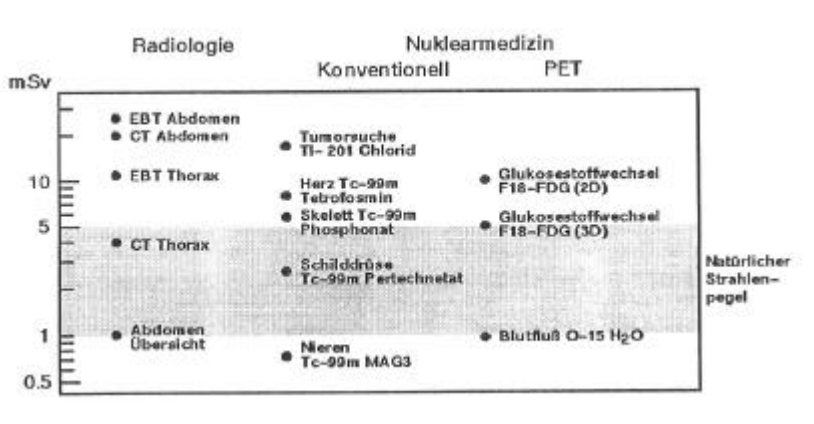 Radiologie
Nuklearmedizin
Konventionell
PET
mSv
EBT Abdomen
CT Abdomen
Tumorsuche
Tl-201 Chlorid
EBT Thorax
Glukosestoffwechsel
F18-FDG (2D)
10
Herz Tc-99m
Tetrofosmin
Skelett Tc-99m
Phosphonat
Glukosestoffwechsel
F18-FDG (3D)
5
CT Thorax
Schilddrüse
Tc-99m Pertechnetat
Natürlicher
Strahlen-
pegel
1
Abdomen
Übersicht
Blutfluß O-15 H₂O
Nieren
Tc-99m MAG3
0.5